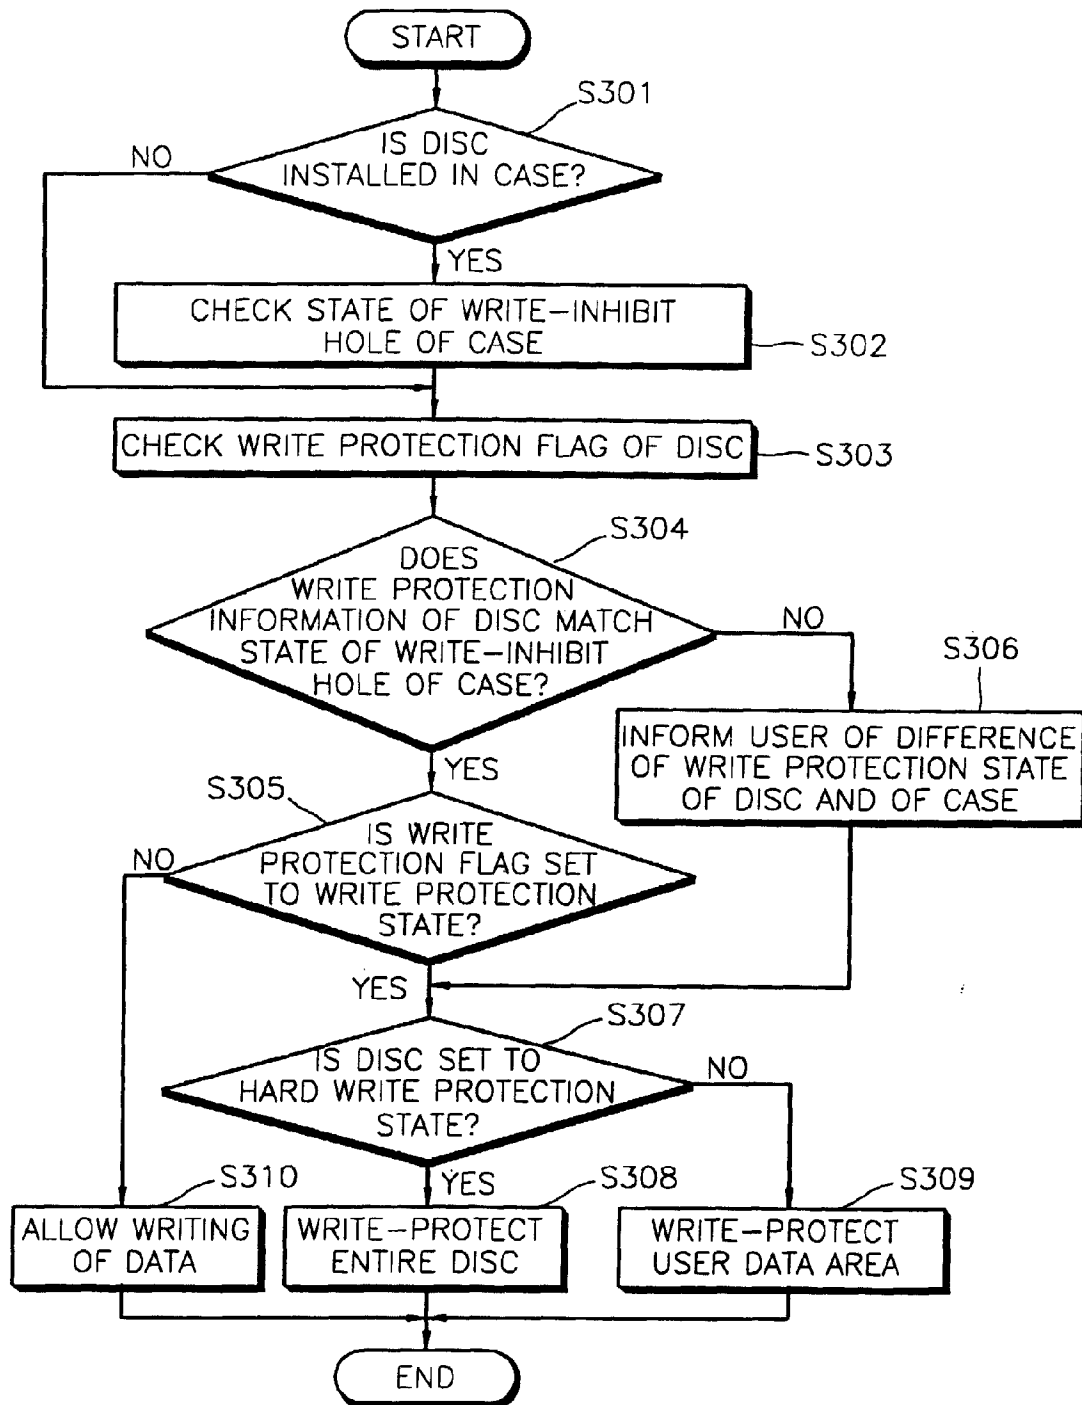 START
S301
IS DISC
INSTALLED IN CASE?
NO
YES
CHECK STATE OF WRITE-INHIBIT
HOLE OF CASE
S302
CHECK WRITE PROTECTION FLAG OF DISC
S303
S304
DOES
WRITE PROTECTION
INFORMATION OF DISC MATCH
STATE OF WRITE-INHIBIT
HOLE OF CASE?
NO
S306
INFORM USER OF DIFFERENCE
OF WRITE PROTECTION STATE
OF DISC AND OF CASE
YES
S305
IS WRITE
PROTECTION FLAG SET
TO WRITE PROTECTION
STATE?
NO
YES
S307
IS DISC SET TO
HARD WRITE PROTECTION
STATE?
NO
YES
S310
ALLOW WRITING
OF DATA
S308
WRITE-PROTECT
ENTIRE DISC
S309
WRITE-PROTECT
USER DATA AREA
END